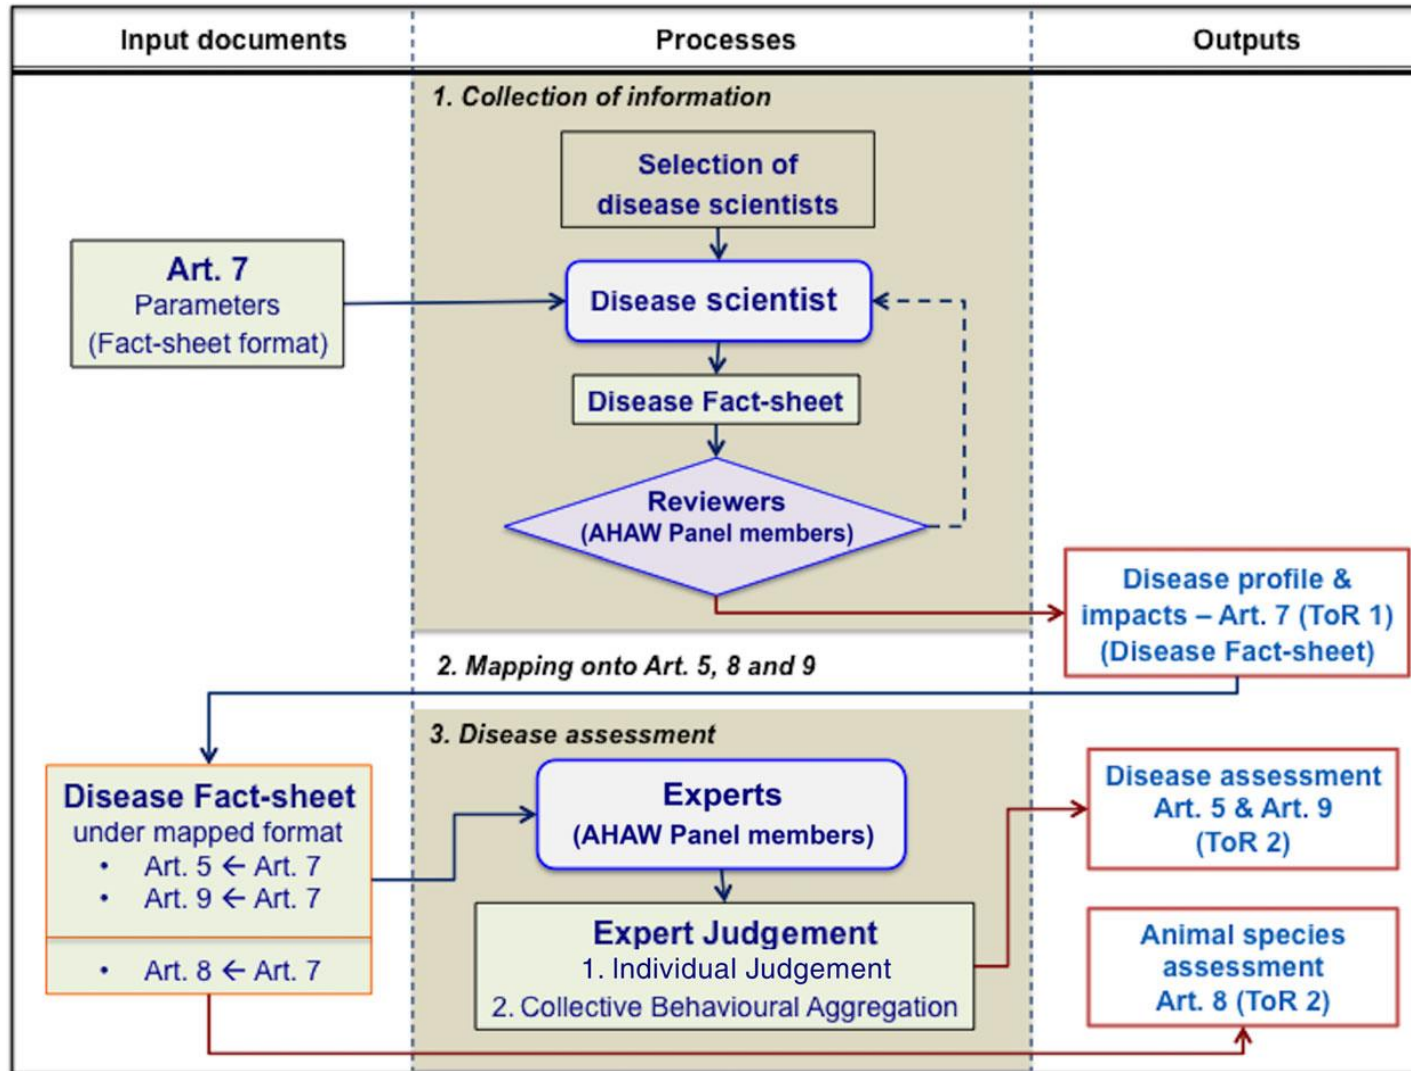 Input documents
Processes
Outputs
1. Collection of information
Selection of
disease scientists
Art. 7
Parameters
(Fact-sheet format)
Disease scientist
Disease Fact-sheet
Reviewers
(AHAW Panel members)
Disease profile &
impacts – Art. 7 (ToR 1)
(Disease Fact-sheet)
2. Mapping onto Art. 5, 8 and 9
3. Disease assessment
Disease Fact-sheet
under mapped format
• Art. 5 ← Art. 7
• Art. 9 ← Art. 7
• Art. 8 ← Art. 7
Experts
(AHAW Panel members)
Expert Judgement
1. Individual Judgement
2. Collective Behavioural Aggregation
Disease assessment
Art. 5 & Art. 9
(ToR 2)
Animal species
assessment
Art. 8 (ToR 2)